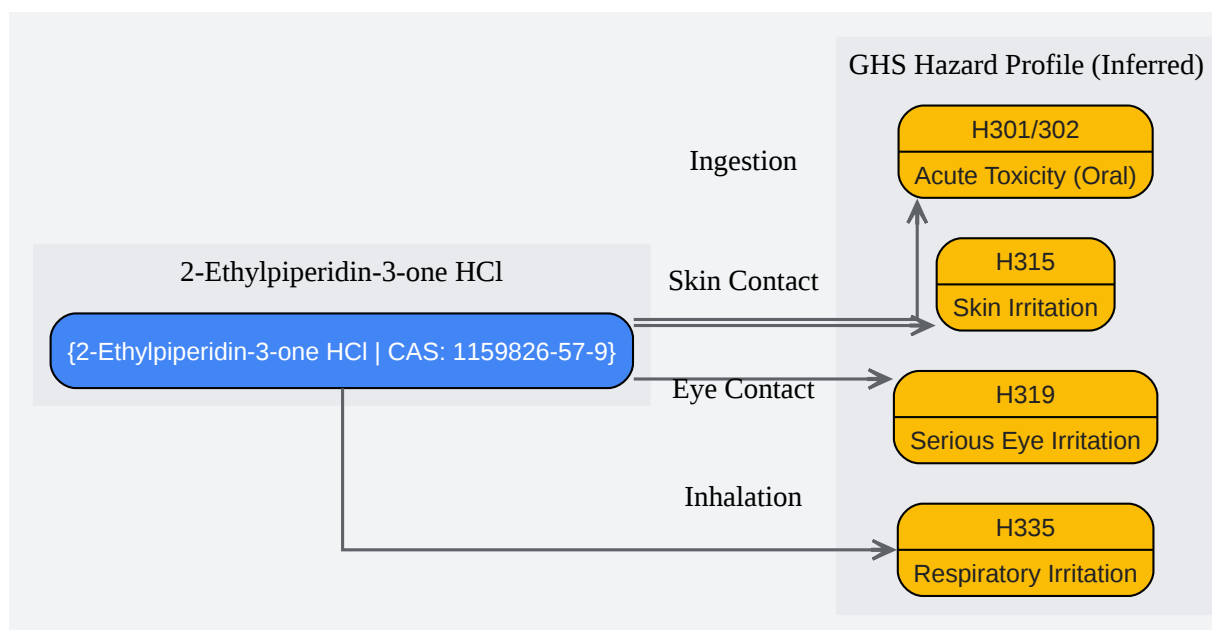 GHS Hazard Profile (Inferred)
H301/302
Acute Toxicity (Oral)
Ingestion
H315
Skin Irritation
2-Ethylpiperidin-3-one HCl
Skin Contact
{2-Ethylpiperidin-3-one HCl | CAS: 1159826-57-9}
Eye Contact
H319
Serious Eye Irritation
Inhalation
H335
Respiratory Irritation